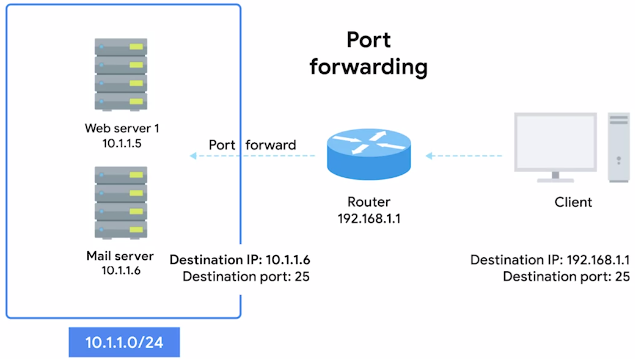 Port
forwarding
Web server 1
10.1.1.5
Port forward
Router
192.168.1.1
Client
Mail server
10.1.1.6
Destination IP: 10.1.1.6
Destination port: 25
Destination IP: 192.168.1.1
Destination port: 25
10.1.1.0/24